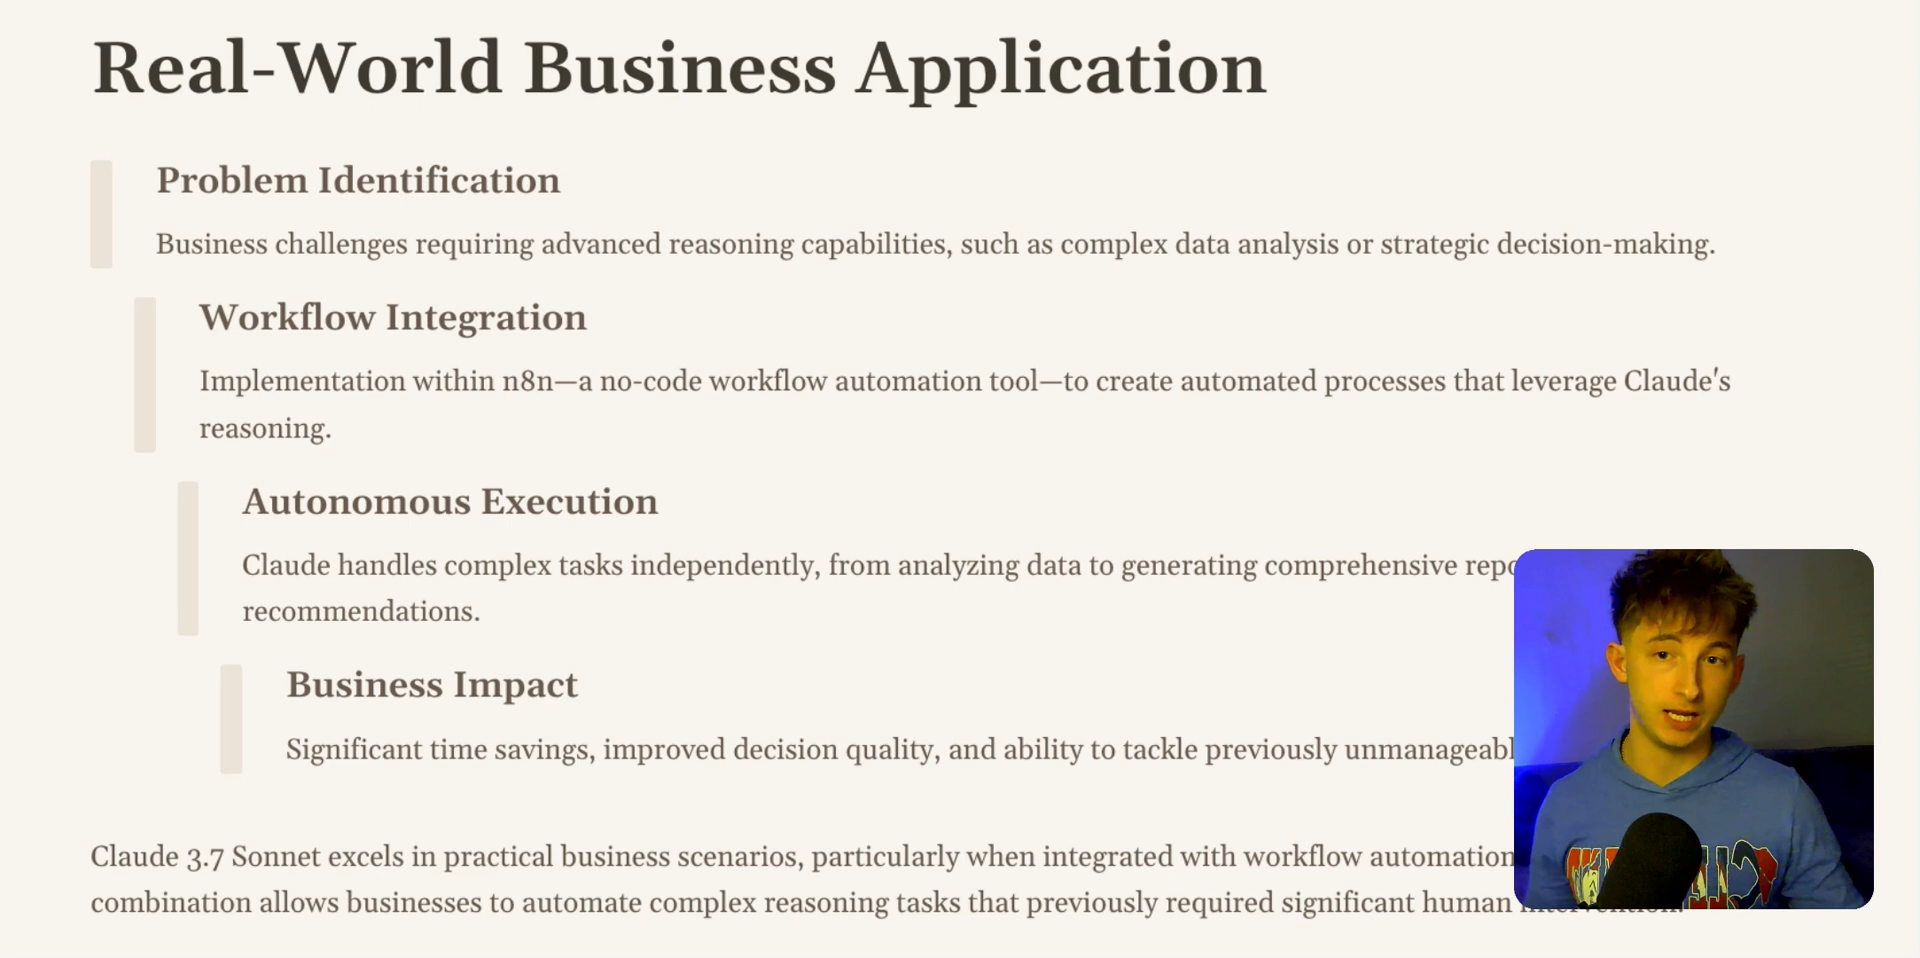 Real-World Business Application
Problem Identification
Business challenges requiring advanced reasoning capabilities, such as complex data analysis or strategic decision-making.
Workflow Integration
Implementation within n8n—a no-code workflow automation tool—to create automated processes that leverage Claude's
reasoning.
Autonomous Execution
Claude handles complex tasks independently, from analyzing data to generating comprehensive
recommendations.
Business Impact
Significant time savings, improved decision quality, and ability to tackle previously
Claude 3.7 Sonnet excels in practical business scenarios, particularly when integrated with workflow automation
combination allows businesses to automate complex reasoning tasks that previously required significant human